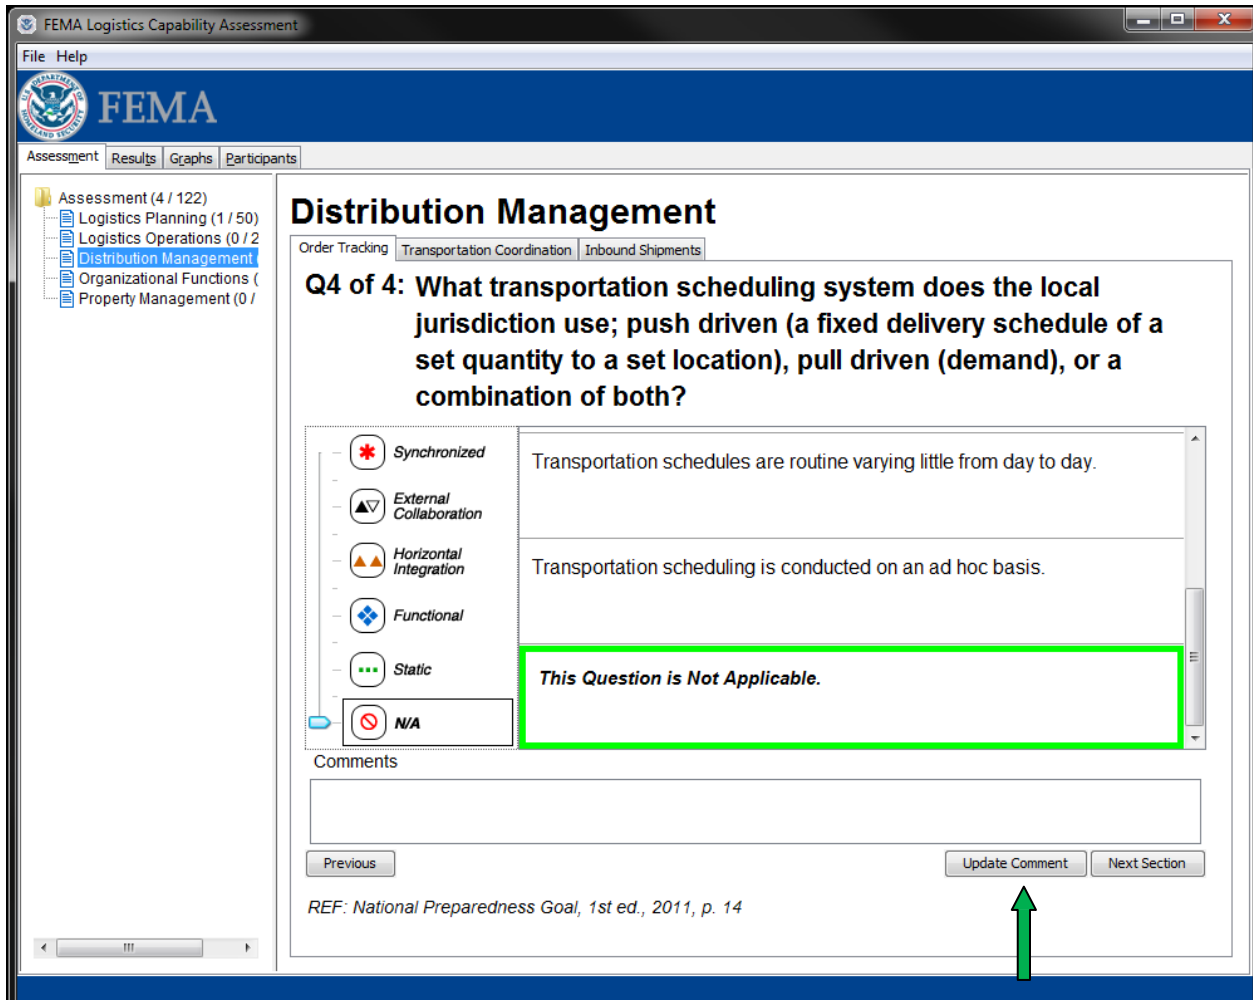 FEMA Logistics Capability Assessment
File Help
FEMA
Assessment Results Graphs Participants
Assessment (4 / 122)
Logistics Planning (1 / 50)
Logistics Operations (0 / 2
Distribution Management (
Organizational Functions (
Property Management (0 /
Distribution Management
Order Tracking Transportation Coordination Inbound Shipments
Q4 of 4: What transportation scheduling system does the local
jurisdiction use; push driven (a fixed delivery schedule of a
set quantity to a set location), pull driven (demand), or a
combination of both?
Synchronized
External
Collaboration
Horizontal
Integration
Functional
Static
N/A
Transportation schedules are routine varying little from day to day.
Transportation scheduling is conducted on an ad hoc basis.
This Question is Not Applicable.
Comments
Previous Update Comment Next Section
REF: National Preparedness Goal, 1st ed., 2011, p. 14